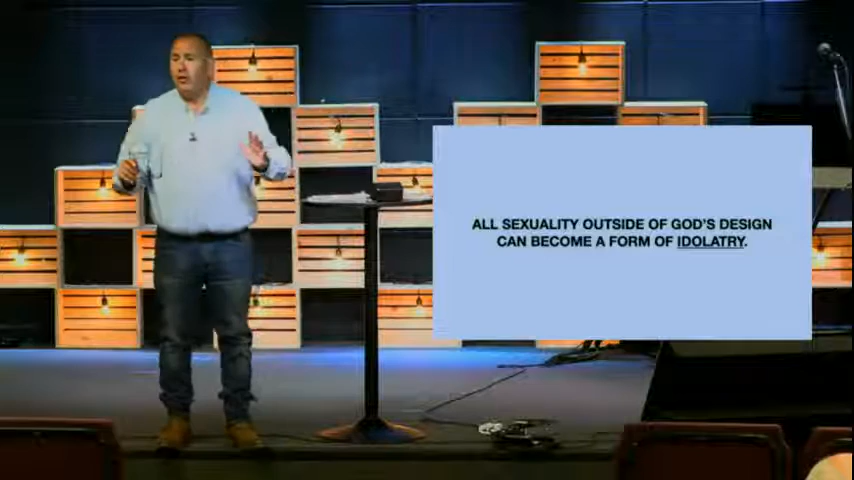 ALL SEXUALITY OUTSIDE OF GOD'S DESIGN
CAN BECOME A FORM OF IDOLATRY.